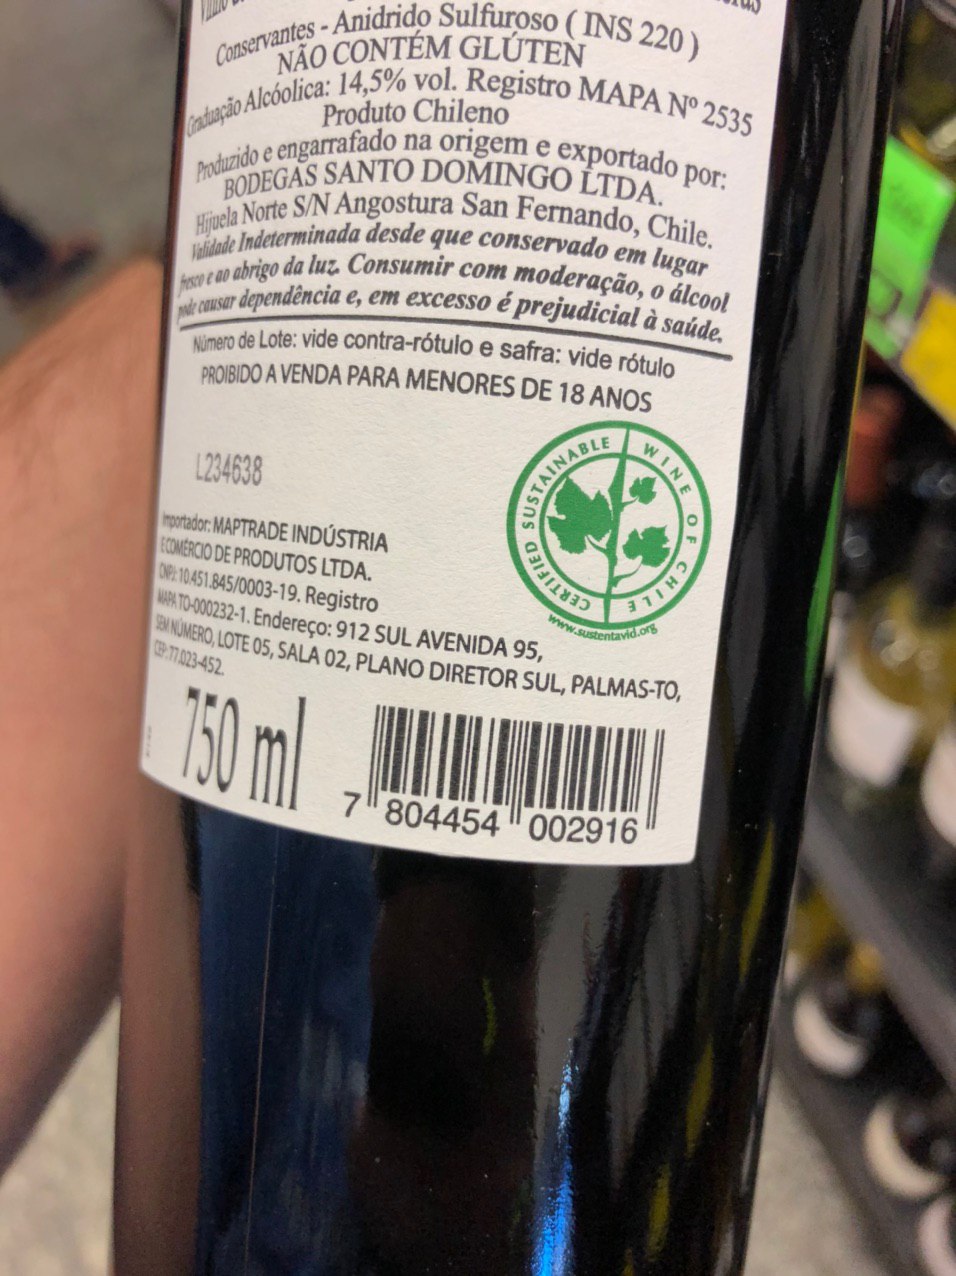 Conservantes - Anidrido Sulfuroso ( INS 220 )
NÃO CONTÉM GLÚTEN
Graduação Alcóolica: 14,5% vol. Registro MAPA Nº 2535
Produto Chileno
Produzido e engarrafado na origem e exportado por:
BODEGAS SANTO DOMINGO LTDA.
Hijuela Norte S/N Angostura San Fernando, Chile.
Validade Indeterminada desde que conservado em lugar
fresco e ao abrigo da luz. Consumir com moderação, o álcool
pode causar dependência e, em excesso é prejudicial à saúde.
Número de Lote: vide contra-rótulo e safra: vide rótulo
PROIBIDO A VENDA PARA MENORES DE 18 ANOS
L234638
CERTIFIED SUSTAINABLE WINE OF CHILE
www.sustentavid.org
Importador: MAPTRADE INDÚSTRIA
E COMÉRCIO DE PRODUTOS LTDA.
CNPJ: 10.451.845/0003-19. Registro
MAPA TO-000232-1. Endereço: 912 SUL AVENIDA 95,
SEM NÚMERO, LOTE 05, SALA 02, PLANO DIRETOR SUL, PALMAS-TO,
CEP: 77.023-452.
750 ml
7 804454 002916